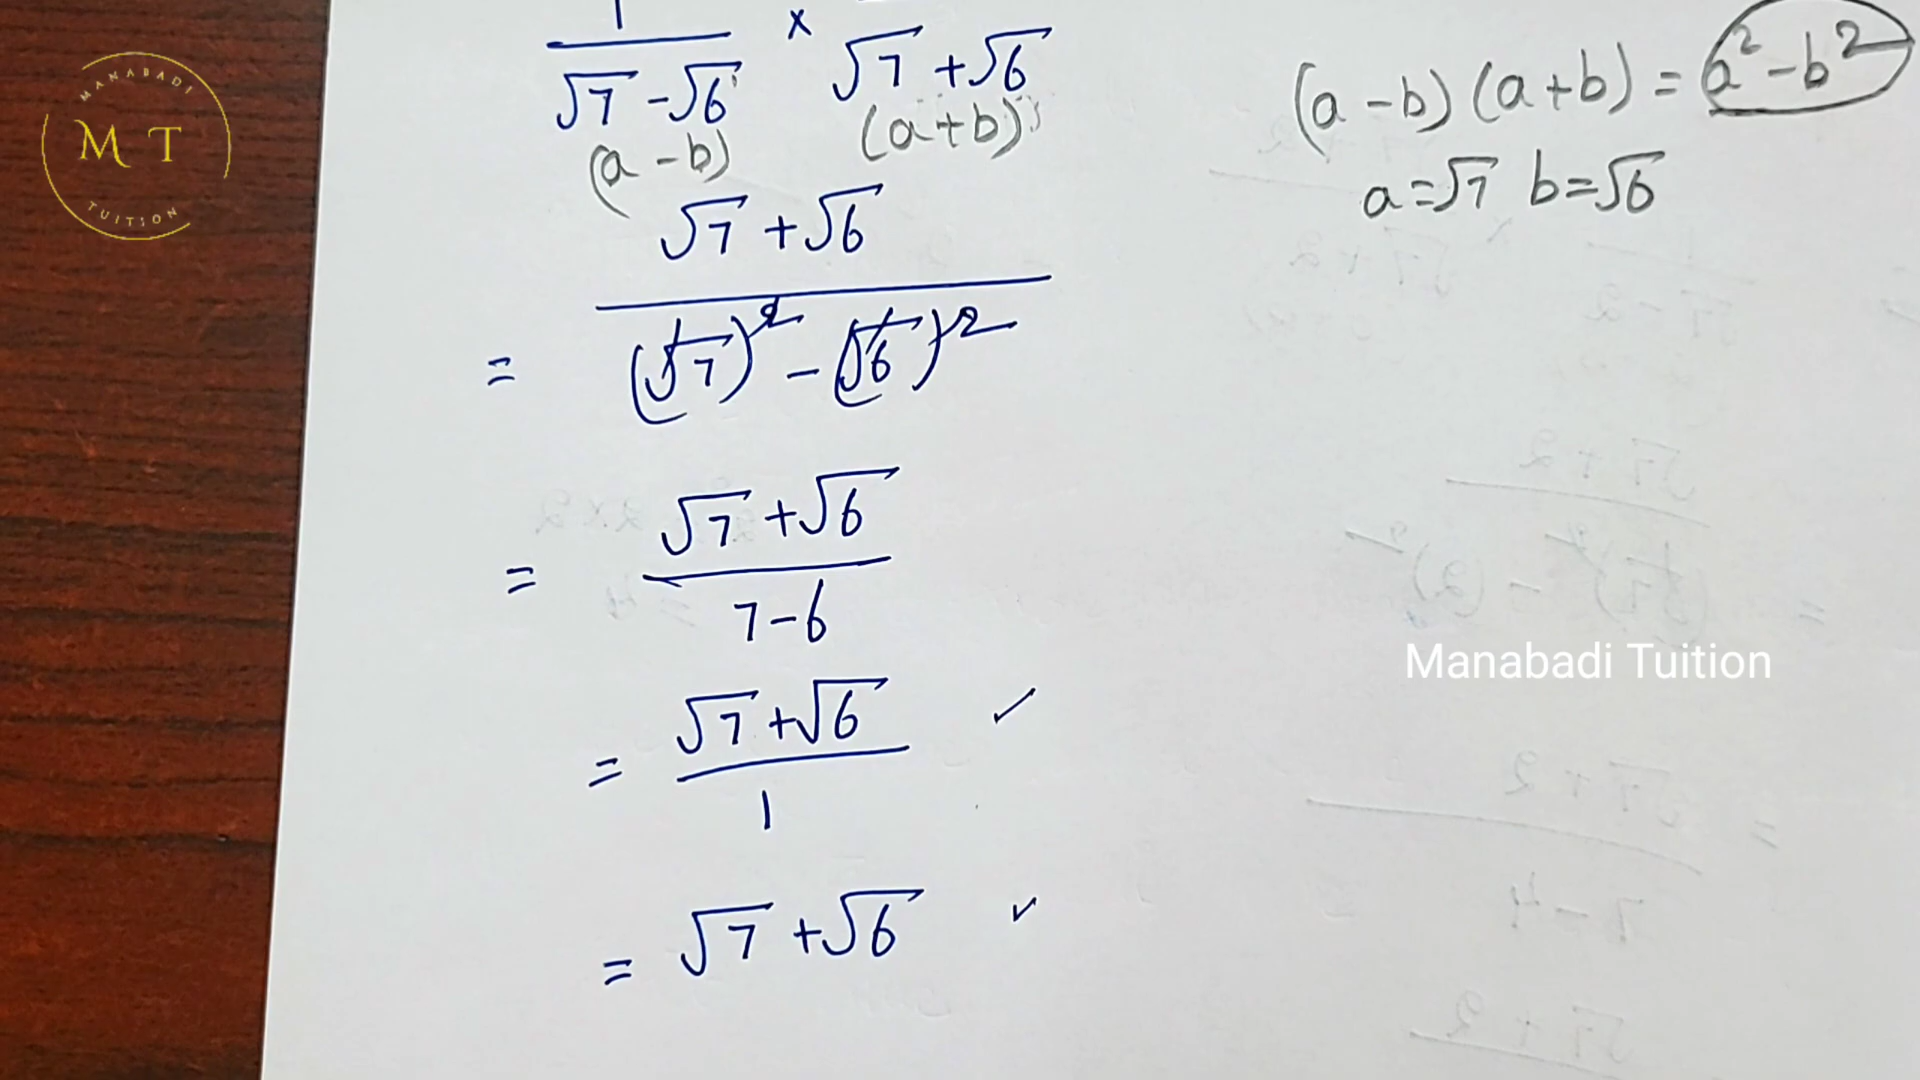 MANABADI
M T
TUITION
1/(√7 - √6) × /(√7 + √6)
(a - b) (a + b)
(a - b) (a + b) = a² - b²
a = √7 b = √6
= (√7 + √6)/((√7)² - (√6)²)
= (√7 + √6)/(7 - 6)
= (√7 + √6)/1 ✓
= √7 + √6 ✓
Manabadi Tuition